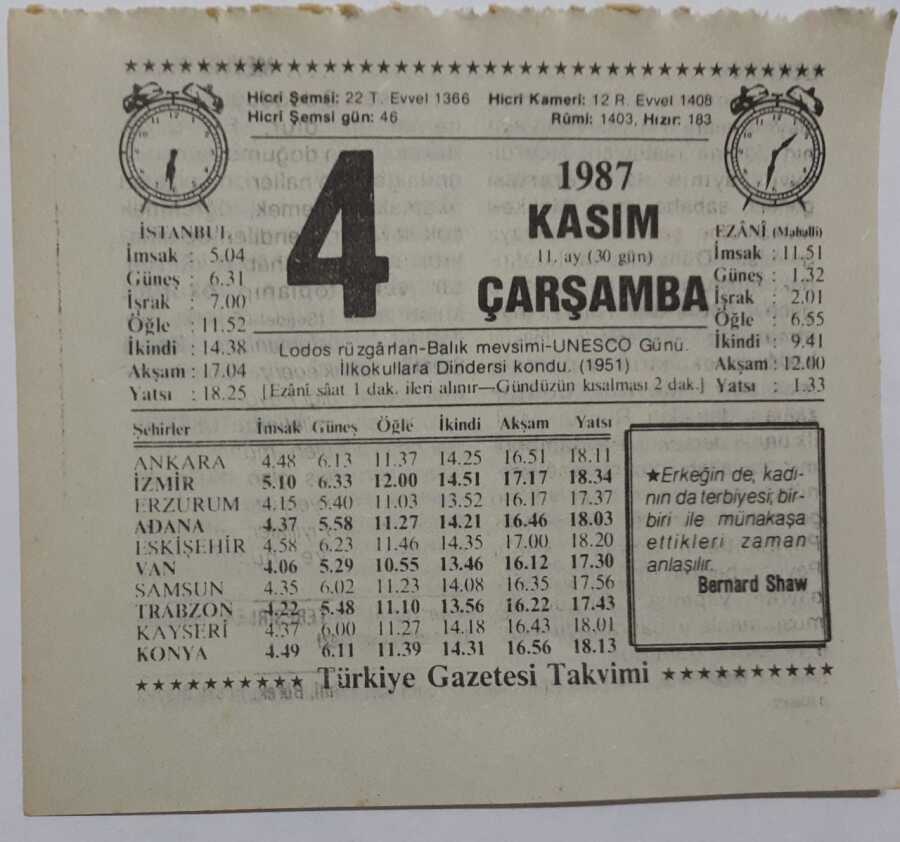 Hicrî Şemsî: 22 T. Evvel 1366 Hicrî Kamerî: 12 R. Evvel 1408
Hicrî Şemsî gün: 46 Rûmî: 1403, Hızır: 183
4
1987
KASIM
11. ay (30 gün)
ÇARŞAMBA
İSTANBUL
İmsak : 5.04
Güneş : 6.31
İşrak : 7.00
Öğle : 11.52
İkindi : 14.38
Akşam : 17.04
Yatsı : 18.25
EZÂNÎ (Mahallî)
İmsak : 11.51
Güneş : 1.32
İşrak : 2.01
Öğle : 6.55
İkindi : 9.41
Akşam : 12.00
Yatsı : 1.33
Lodos rüzgârları-Balık mevsimi-UNESCO Günü.
İlkokullara Dindersi kondu. (1951)
[Ezânî sâat 1 dak. ileri alınır—Gündüzün kısalması 2 dak.]
Şehirler İmsak Güneş Öğle İkindi Akşam Yatsı
ANKARA 4.48 6.13 11.37 14.25 16.51 18.11
İZMİR 5.10 6.33 12.00 14.51 17.17 18.34
ERZURUM 4.15 5.40 11.03 13.52 16.17 17.37
ADANA 4.37 5.58 11.27 14.21 16.46 18.03
ESKİŞEHİR 4.58 6.23 11.46 14.35 17.00 18.20
VAN 4.06 5.29 10.55 13.46 16.12 17.30
SAMSUN 4.35 6.02 11.23 14.08 16.35 17.56
TRABZON 4.22 5.48 11.10 13.56 16.22 17.43
KAYSERİ 4.37 6.00 11.27 14.18 16.43 18.01
KONYA 4.49 6.11 11.39 14.31 16.56 18.13
★Erkeğin de, kadı-
nın da terbiyesi; bir-
biri ile münakaşa
ettikleri zaman
anlaşılır.
Bernard Shaw
Türkiye Gazetesi Takvimi